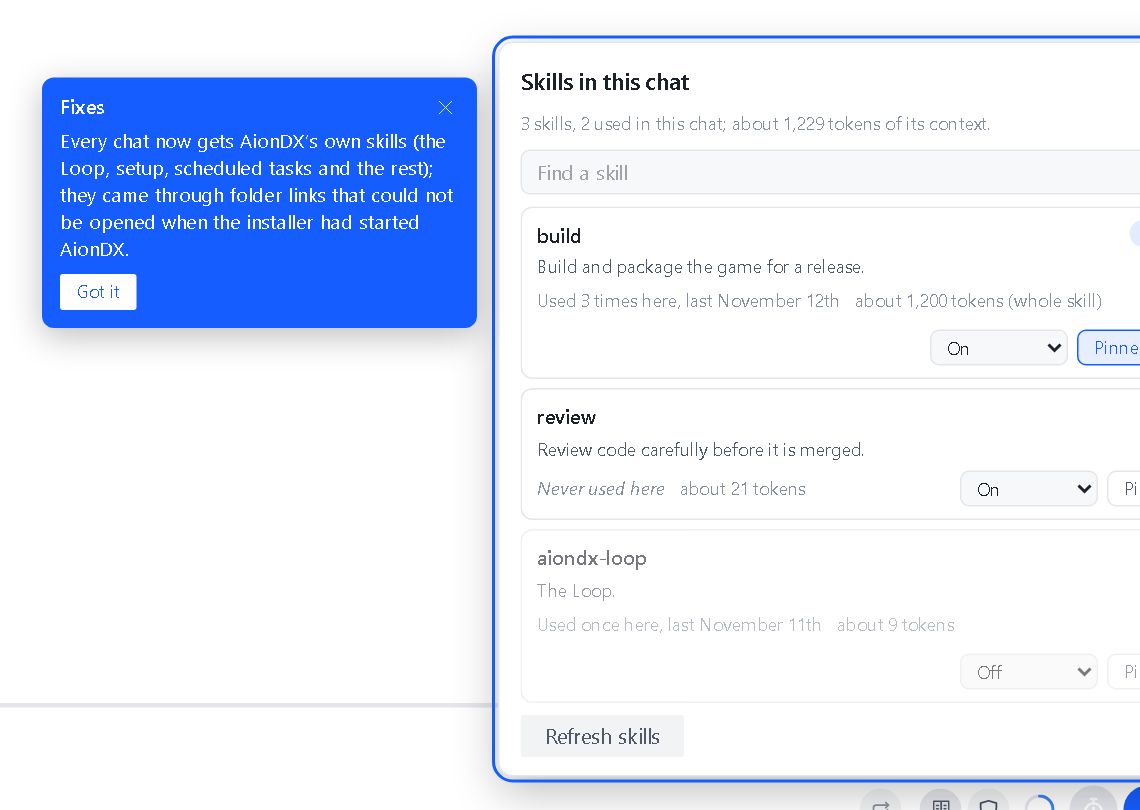 Fixes
Every chat now gets AionDX's own skills (the
Loop, setup, scheduled tasks and the rest);
they came through folder links that could not
be opened when the installer had started
AionDX.
Got it
Skills in this chat
3 skills, 2 used in this chat; about 1,229 tokens of its context.
Find a skill
build
Build and package the game for a release.
Used 3 times here, last November 12th about 1,200 tokens (whole skill)
On Pinne
review
Review code carefully before it is merged.
Never used here about 21 tokens On Pi
aiondx-loop
The Loop.
Used once here, last November 11th about 9 tokens
Off Pi
Refresh skills